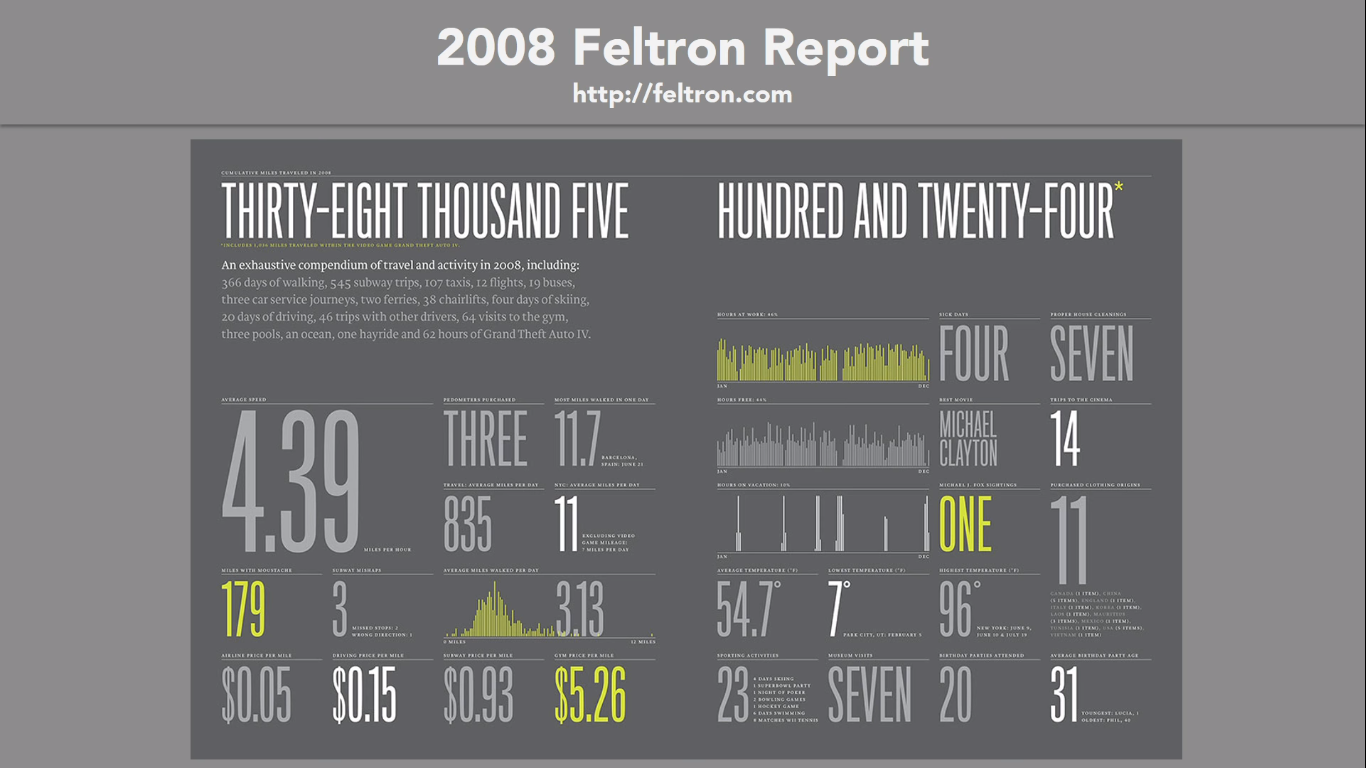 2008 Feltron Report
http://feltron.com
CUMULATIVE MILES TRAVELED IN 2008
THIRTY-EIGHT THOUSAND FIVE HUNDRED AND TWENTY-FOUR*
*INCLUDES 1,056 MILES TRAVELED WITHIN THE VIDEO GAME GRAND THEFT AUTO IV.
An exhaustive compendium of travel and activity in 2008, including:
366 days of walking, 545 subway trips, 107 taxis, 12 flights, 19 buses,
three car service journeys, two ferries, 38 chairlifts, four days of skiing,
20 days of driving, 46 trips with other drivers, 64 visits to the gym,
three pools, an ocean, one hayride and 62 hours of Grand Theft Auto IV.
AVERAGE SPEED
4.39
MILES PER HOUR
PEDOMETERS PURCHASED
THREE
MOST MILES WALKED IN ONE DAY
11.7
BARCELONA,
SPAIN: JUNE 21
TRAVEL: AVERAGE MILES PER DAY
835
NYC: AVERAGE MILES PER DAY
11
EXCLUDING VIDEO
GAME MILEAGE:
7 MILES PER DAY
MILES WITH MOUSTACHE
179
SUBWAY MISHAPS
3
MISSED STOPS: 2
WRONG DIRECTION: 1
AVERAGE MILES WALKED PER DAY
3.13
0 MILES
12 MILES
AIRLINE PRICE PER MILE
$0.05
DRIVING PRICE PER MILE
$0.15
SUBWAY PRICE PER MILE
$0.93
GYM PRICE PER MILE
$5.26
HOURS AT WORK: 46%
JAN
DEC
SICK DAYS
FOUR
PROPER HOUSE CLEANINGS
SEVEN
HOURS FREE: 44%
JAN
DEC
BEST MOVIE
MICHAEL
CLAYTON
TRIPS TO THE CINEMA
14
HOURS ON VACATION: 10%
JAN
DEC
MICHAEL J. FOX SIGHTINGS
ONE
PURCHASED CLOTHING ORIGINS
11
CANADA (1 ITEM), CHINA
(5 ITEMS), ENGLAND (1 ITEM),
ITALY (1 ITEM), KOREA (1 ITEM),
LAOS (1 ITEM), MAURITIUS
(1 ITEM), MEXICO (1 ITEM),
TUNISIA (1 ITEM), USA (5 ITEMS),
VIETNAM (1 ITEM)
AVERAGE TEMPERATURE (°F)
54.7°
LOWEST TEMPERATURE (°F)
7°
PARK CITY, UT: FEBRUARY 5
HIGHEST TEMPERATURE (°F)
96°
NEW YORK: JUNE 9,
JUNE 10 & JULY 19
SPORTING ACTIVITIES
23
4 DAYS SKIING
1 SUPERBOWL PARTY
1 NIGHT OF POKER
2 BOWLING GAMES
1 HOCKEY GAME
6 DAYS SWIMMING
8 MATCHES WII TENNIS
MUSEUM VISITS
SEVEN
BIRTHDAY PARTIES ATTENDED
20
AVERAGE BIRTHDAY PARTY AGE
31
YOUNGEST: LUCIA, 1
OLDEST: PHIL, 40